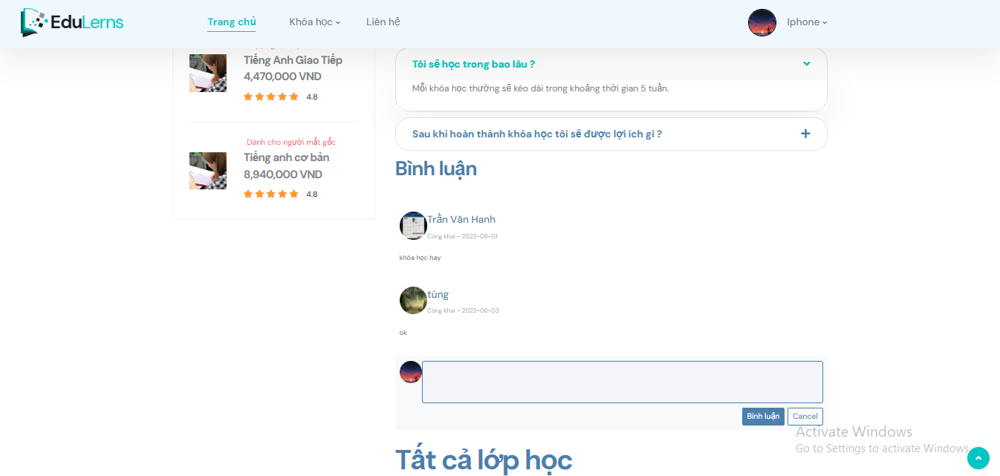 EduLerns
Trang chủ
Khóa học
Liên hệ
Iphone
Tiếng Anh Giao Tiếp
4,470,000 VND
4.8
Dành cho người mất gốc
Tiếng anh cơ bản
8,940,000 VND
4.8
Tôi sẽ học trong bao lâu ?
Mỗi khóa học thường sẽ kéo dài trong khoảng thời gian 5 tuần.
Sau khi hoàn thành khóa học tôi sẽ được lợi ích gì ?
Bình luận
Trần Văn Hanh
Công khai - 2023-08-01
khóa học hay
tùng
Công khai - 2023-08-03
ok
Bình luận
Cancel
Activate Windows
Go to Settings to activate Windows.
Tất cả lớp học